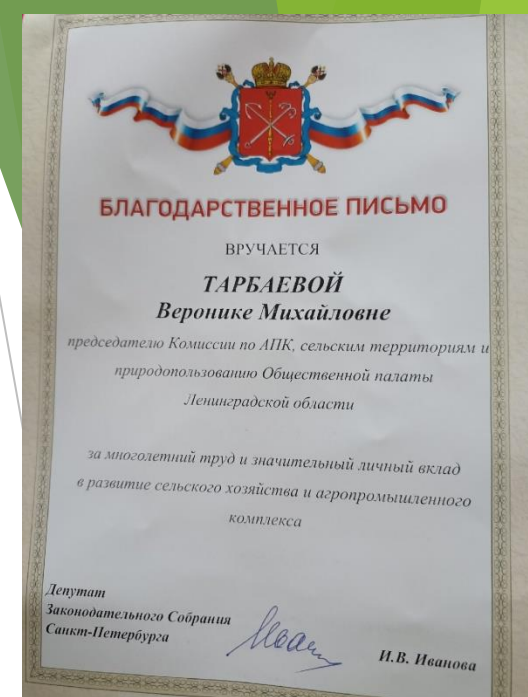 БЛАГОДАРСТВЕННОЕ ПИСЬМО
ВРУЧАЕТСЯ
ТАРБАЕВОЙ
Веронике Михайловне
председателю Комиссии по АПК, сельским территориям и
природопользованию Общественной палаты
Ленинградской области
за многолетний труд и значительный личный вклад
в развитие сельского хозяйства и агропромышленного
комплекса
Депутат
Законодательного Собрания
Санкт-Петербурга
И.В. Иванова